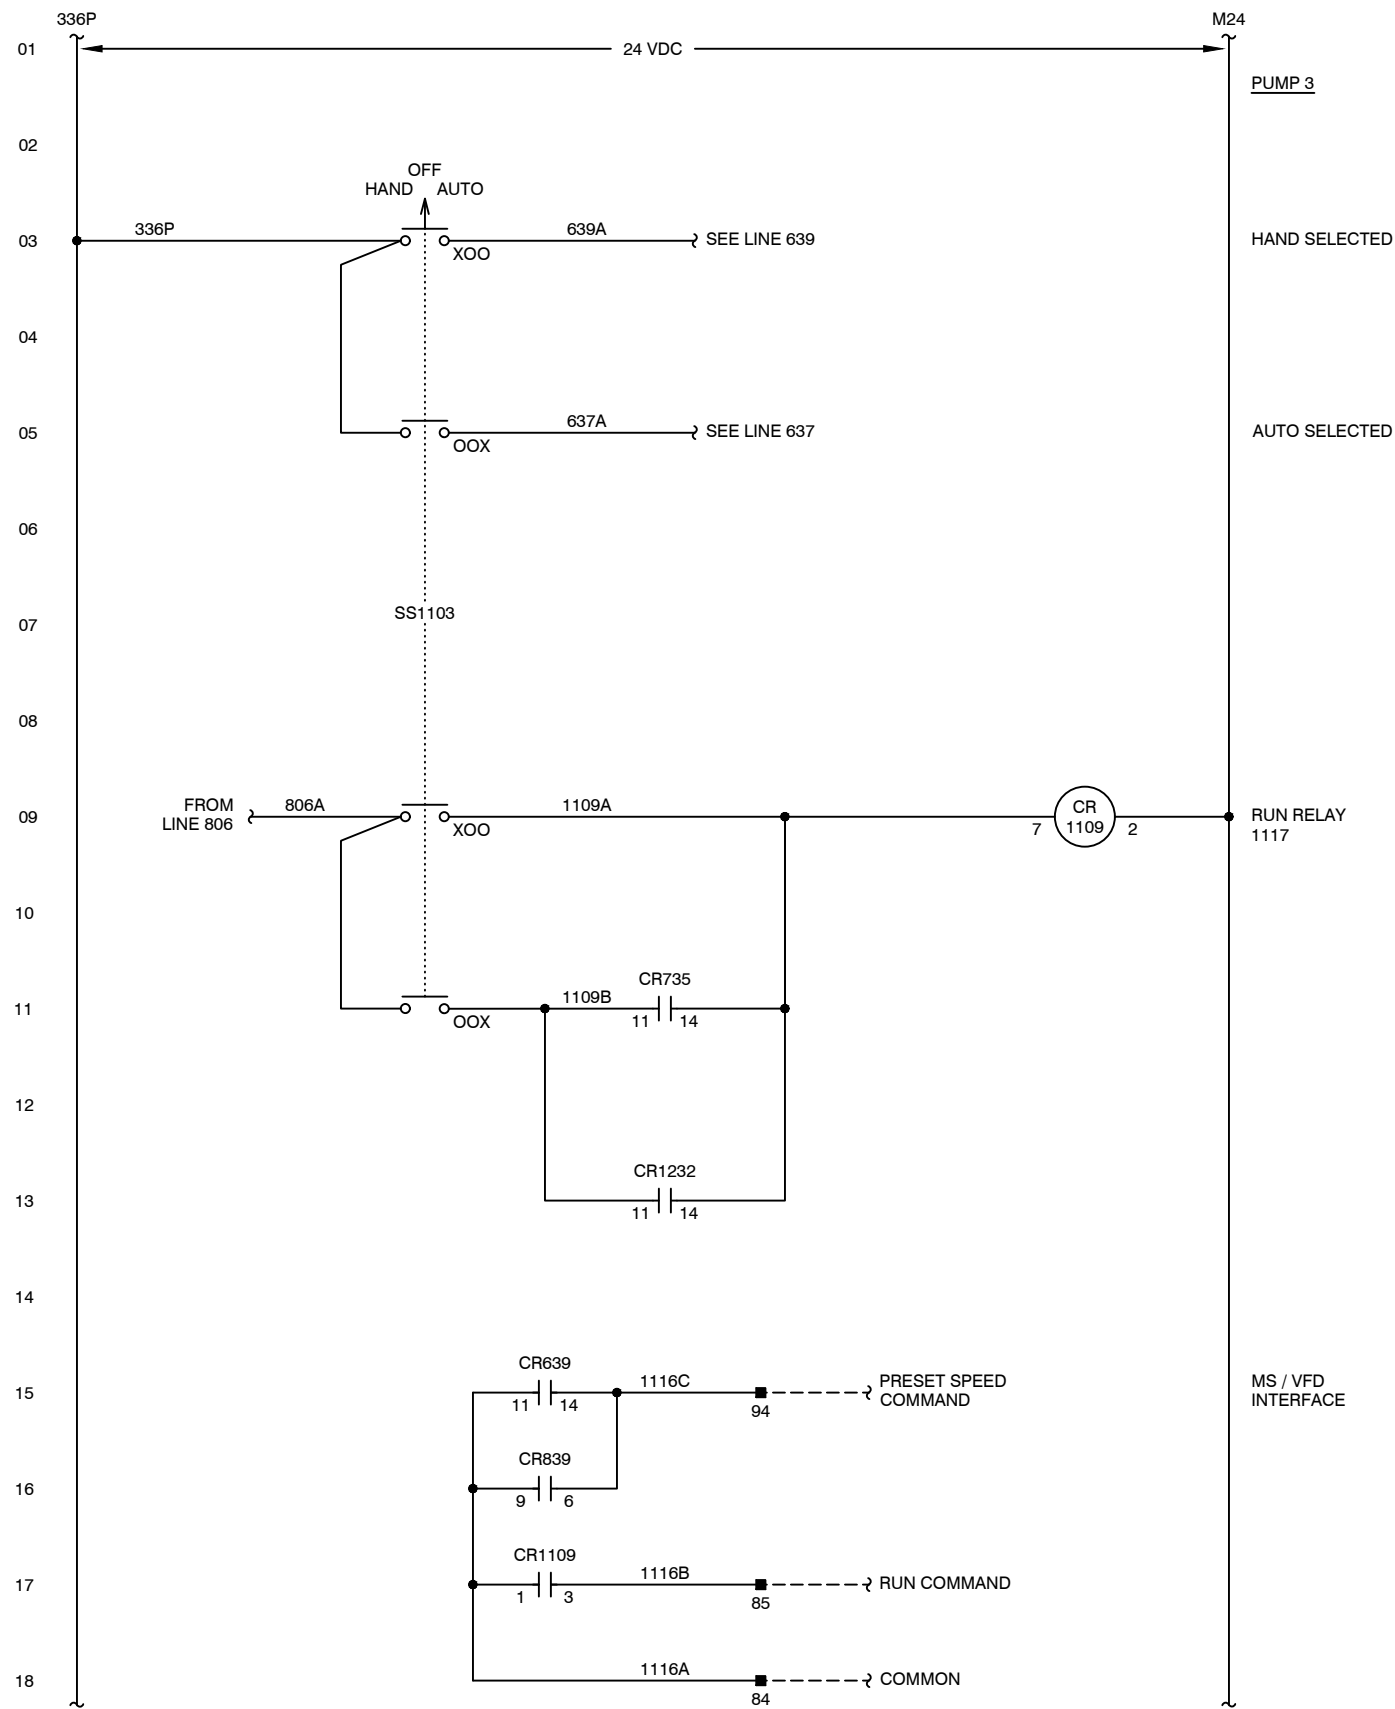 336P
M24
01
24 VDC
PUMP 3
02
OFF
HAND AUTO
03
336P
639A
SEE LINE 639
HAND SELECTED
XOO
04
05
637A
SEE LINE 637
AUTO SELECTED
OOX
06
SS1103
07
08
09
FROM
LINE 806
806A
1109A
XOO
7
CR
1109
2
RUN RELAY
1117
10
CR735
11
1109B
OOX
11 14
12
CR1232
13
11 14
14
CR639
15
1116C
PRESET SPEED
COMMAND
MS / VFD
INTERFACE
11 14
94
CR839
16
9 6
CR1109
17
1116B
RUN COMMAND
1 3
85
18
1116A
COMMON
84